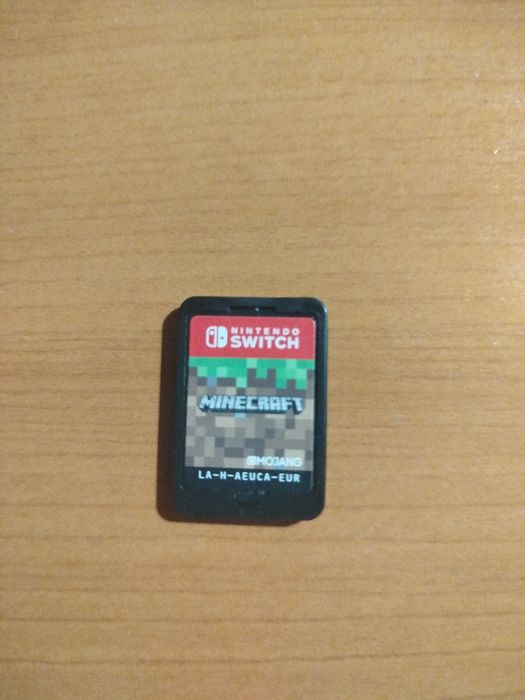 NINTENDO
SWITCH
MINECRAFT
MOJANG
LA-H-AEUCA-EUR